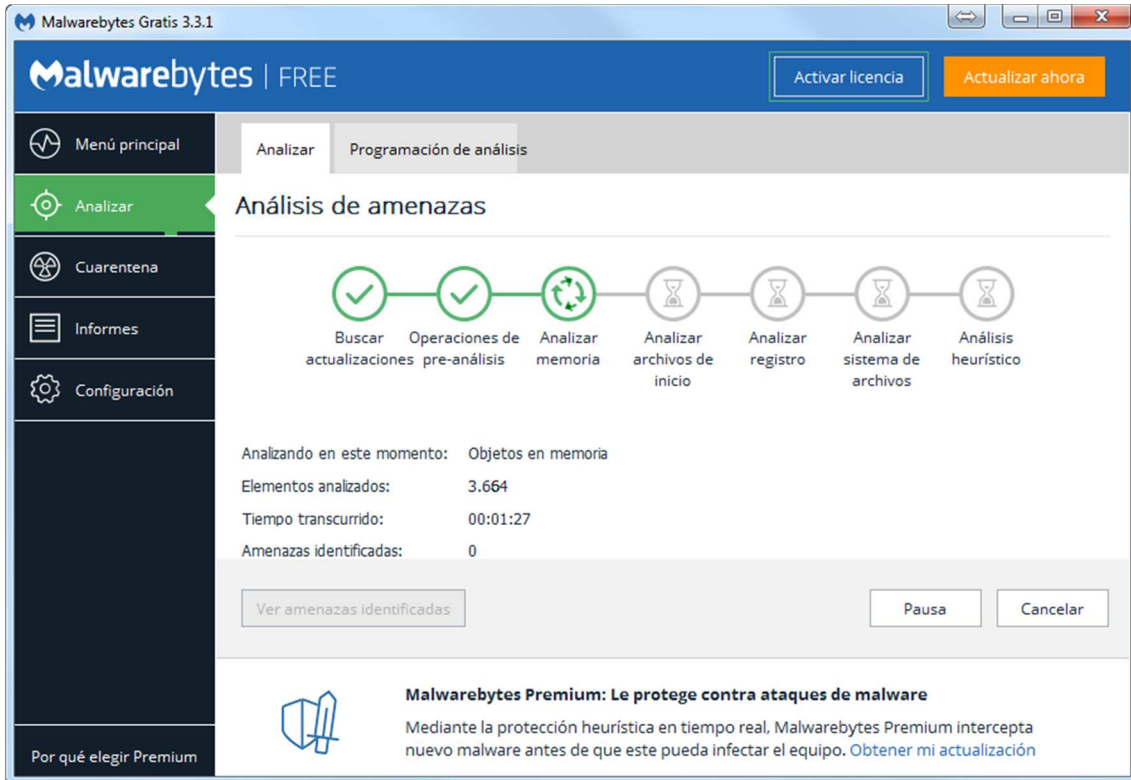 Malwarebytes Gratis 3.3.1
Malwarebytes | FREE
Activar licencia
Actualizar ahora
Menú principal
Analizar
Cuarentena
Informes
Configuración
Por qué elegir Premium
Analizar
Programación de análisis
Análisis de amenazas
Buscar
actualizaciones
Operaciones de
pre-análisis
Analizar
memoria
Analizar
archivos de
inicio
Analizar
registro
Analizar
sistema de
archivos
Análisis
heurístico
Analizando en este momento: Objetos en memoria
Elementos analizados: 3.664
Tiempo transcurrido: 00:01:27
Amenazas identificadas: 0
Ver amenazas identificadas
Pausa
Cancelar
Malwarebytes Premium: Le protege contra ataques de malware
Mediante la protección heurística en tiempo real, Malwarebytes Premium intercepta
nuevo malware antes de que este pueda infectar el equipo. Obtener mi actualización